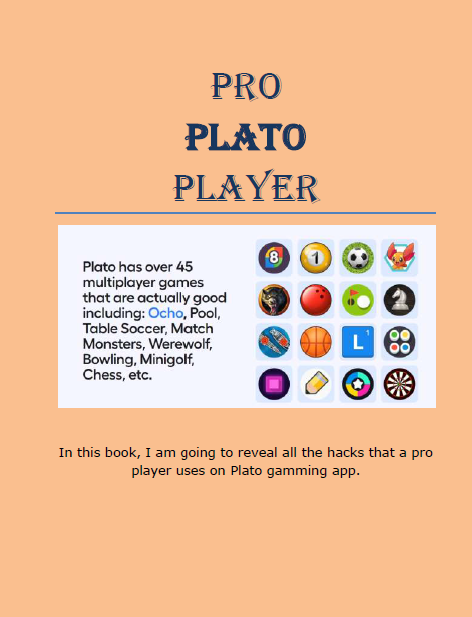 PRO
PLATO
PLAYER
Plato has over 45
multiplayer games
that are actually good
including: Ocho, Pool,
Table Soccer, Match
Monsters, Werewolf,
Bowling, Minigolf,
Chess, etc.
8
1
L
1
In this book, I am going to reveal all the hacks that a pro
player uses on Plato gamming app.